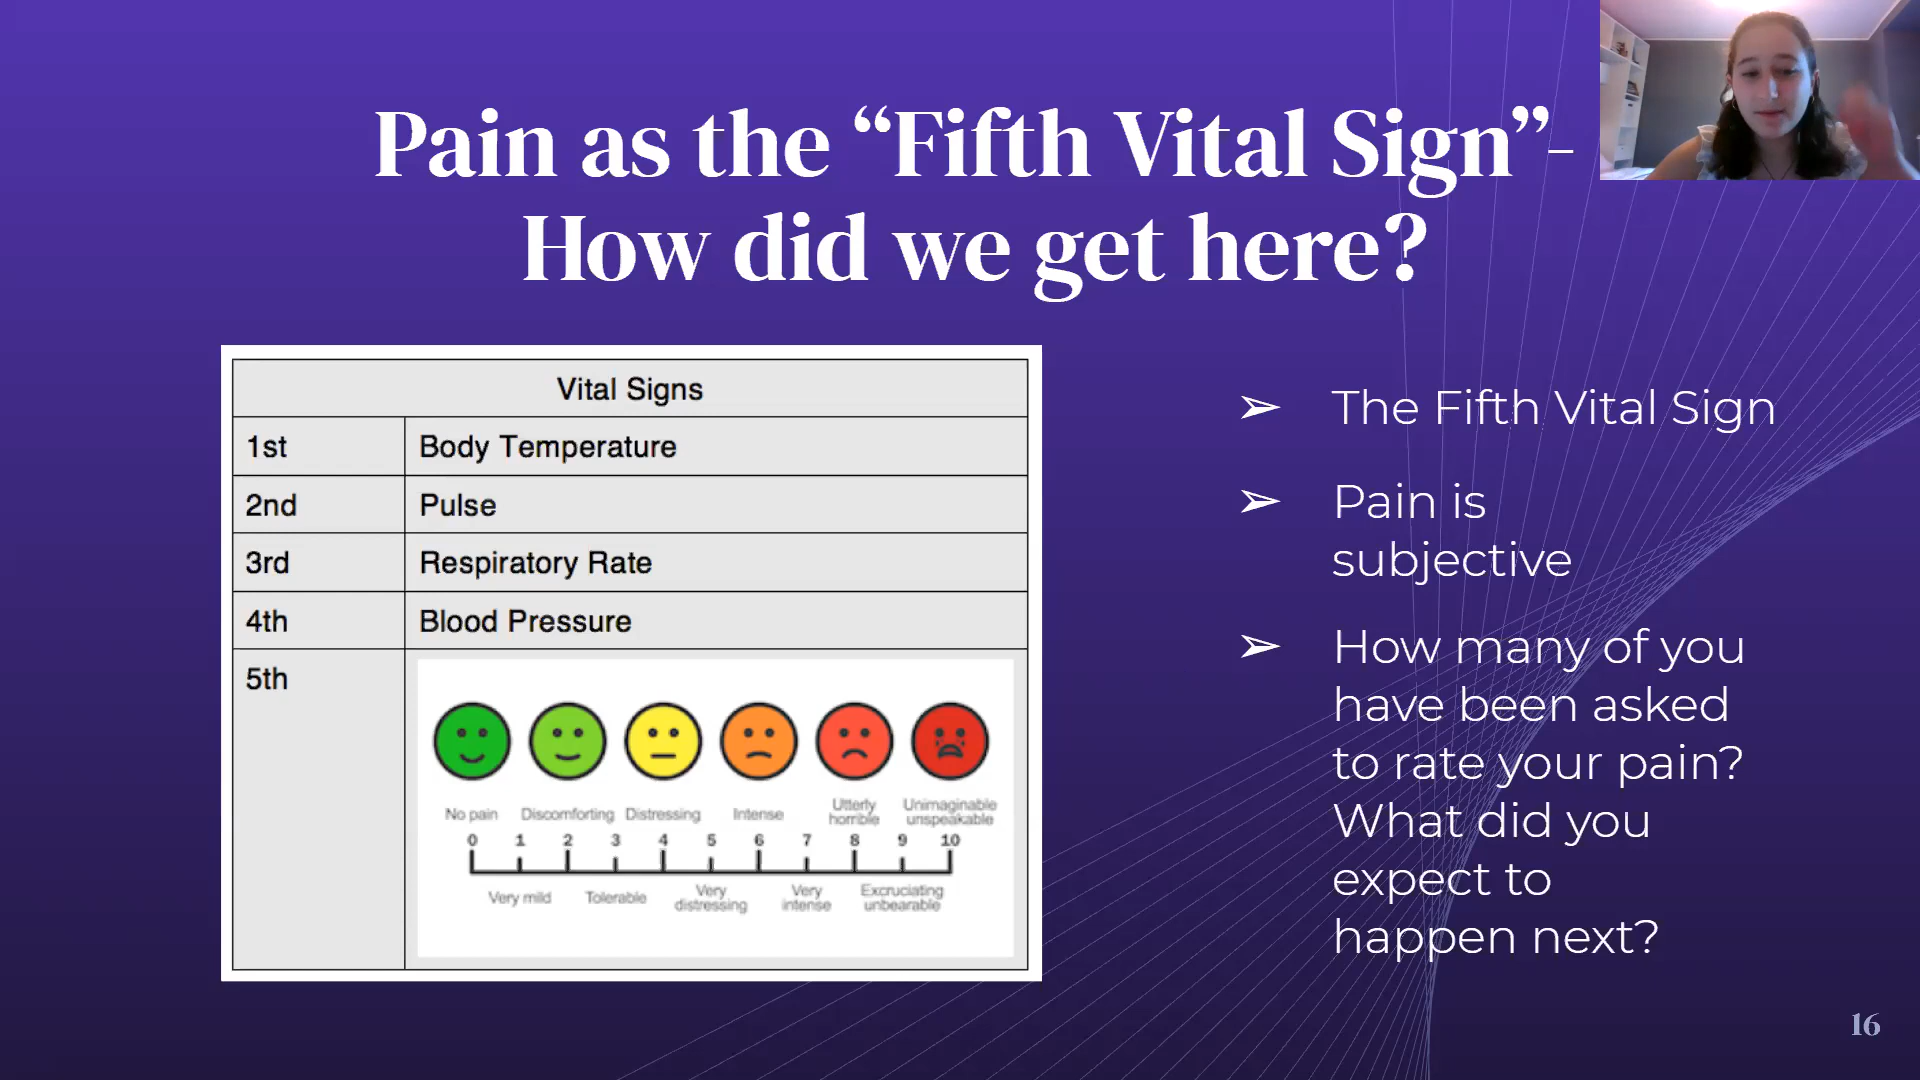 Pain as the “Fifth Vital Sign”-
How did we get here?
Vital Signs
1st Body Temperature
2nd Pulse
3rd Respiratory Rate
4th Blood Pressure
5th
No pain Discomforting Distressing Intense Utterly horrible Unimaginable unspeakable
0 1 2 3 4 5 6 7 8 9 10
Very mild Tolerable Very distressing Very intense Excruciating unbearable
➢ The Fifth Vital Sign
➢ Pain is
subjective
➢ How many of you
have been asked
to rate your pain?
What did you
expect to
happen next?
16